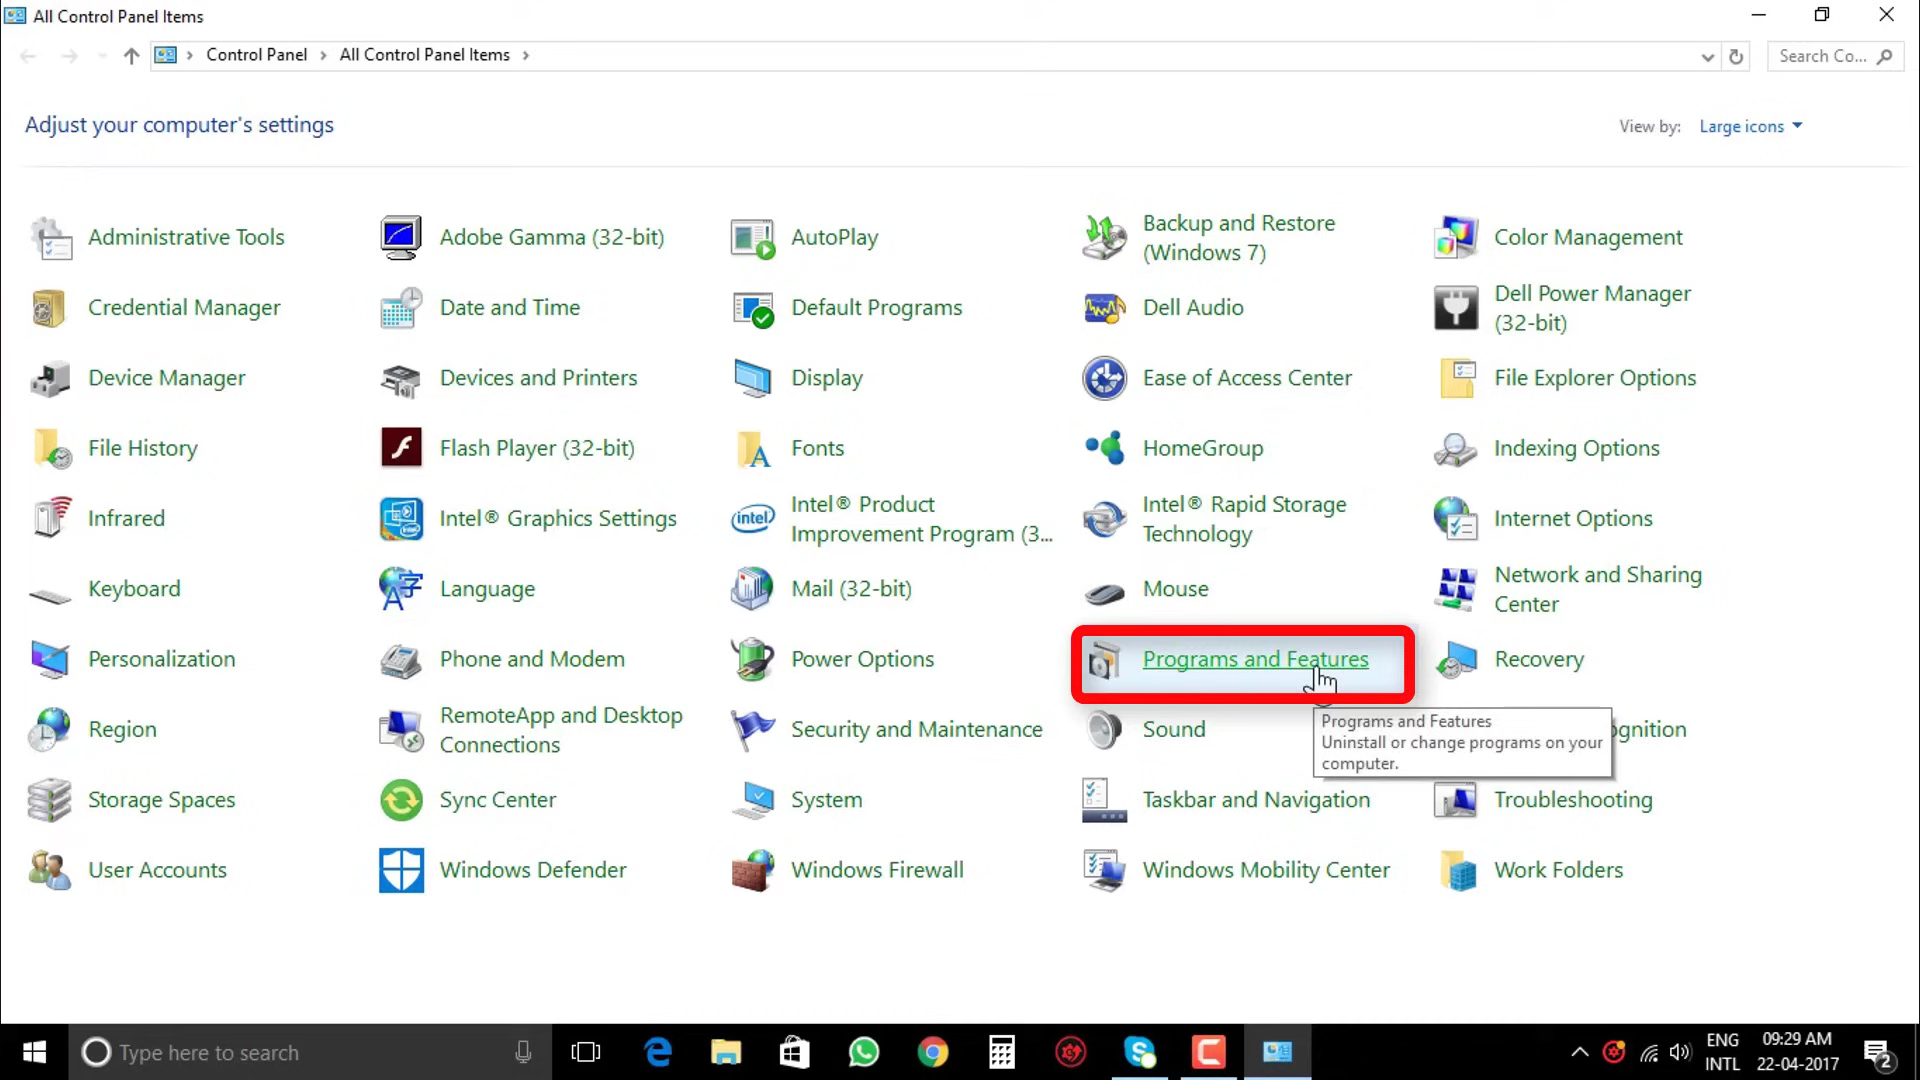 All Control Panel Items
Control Panel > All Control Panel Items >
Search Co...
Adjust your computer's settings
View by: Large icons
Administrative Tools
Adobe Gamma (32-bit)
AutoPlay
Backup and Restore
(Windows 7)
Color Management
Credential Manager
Date and Time
Default Programs
Dell Audio
Dell Power Manager
(32-bit)
Device Manager
Devices and Printers
Display
Ease of Access Center
File Explorer Options
File History
Flash Player (32-bit)
Fonts
HomeGroup
Indexing Options
Infrared
Intel® Graphics Settings
Intel® Product
Improvement Program (3...
Intel® Rapid Storage
Technology
Internet Options
Keyboard
Language
Mail (32-bit)
Mouse
Network and Sharing
Center
Personalization
Phone and Modem
Power Options
Programs and Features
Recovery
Region
RemoteApp and Desktop
Connections
Security and Maintenance
Sound
Programs and Features
Uninstall or change programs on your
computer.
gnition
Storage Spaces
Sync Center
System
Taskbar and Navigation
Troubleshooting
User Accounts
Windows Defender
Windows Firewall
Windows Mobility Center
Work Folders
Type here to search
ENG
INTL
09:29 AM
22-04-2017
2